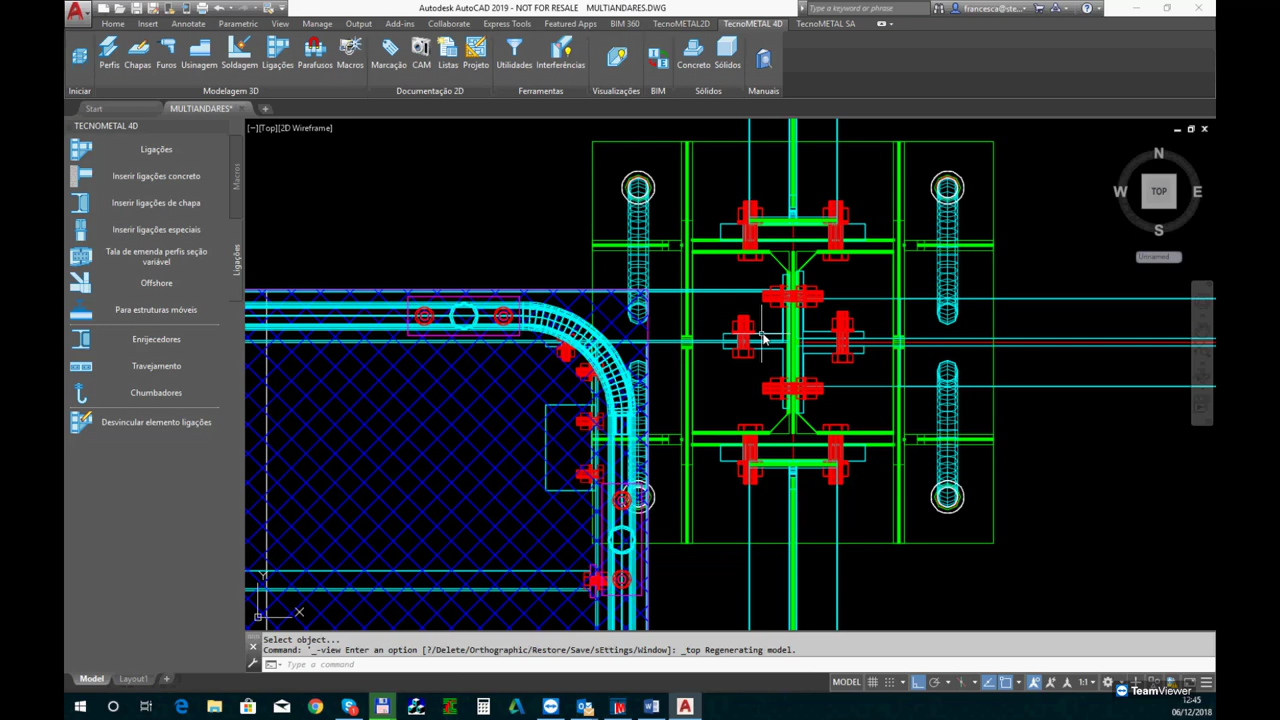 Autodesk AutoCAD 2019 - NOT FOR RESALE MULTIANDARES.DWG
Type a keyword or phrase
francesca@ste...
Home Insert Annotate Parametric View Manage Output Add-ins Collaborate Express Tools Featured Apps BIM 360 TecnoMETAL2D TecnoMETAL 4D TecnoMETAL SA
Perfis Chapas Furos Usinagem Soldagem Ligações Parafusos Macros Marcação CAM Listas Projeto Utilidades Interferências Concreto Sólidos
Iniciar Modelagem 3D Documentação 2D Ferramentas Visualizações BIM Sólidos Manuais
Start MULTIANDARES*
TECNOMETAL 4D
[−][Top][2D Wireframe]
Macros
Ligações
Ligações
Inserir ligações concreto
Inserir ligações de chapa
Inserir ligações especiais
Tala de emenda perfis seção
variável
Offshore
Para estruturas móveis
Enrijecedores
Travejamento
Chumbadores
Desvincular elemento ligações
N
W TOP E
S
Unnamed
Y
X
Select object...
Command: '_-view Enter an option [?/Delete/Orthographic/Restore/Save/sEttings/Window]: _top Regenerating model.
Type a command
Model Layout1
MODEL 1:1
TeamViewer
12:45
06/12/2018